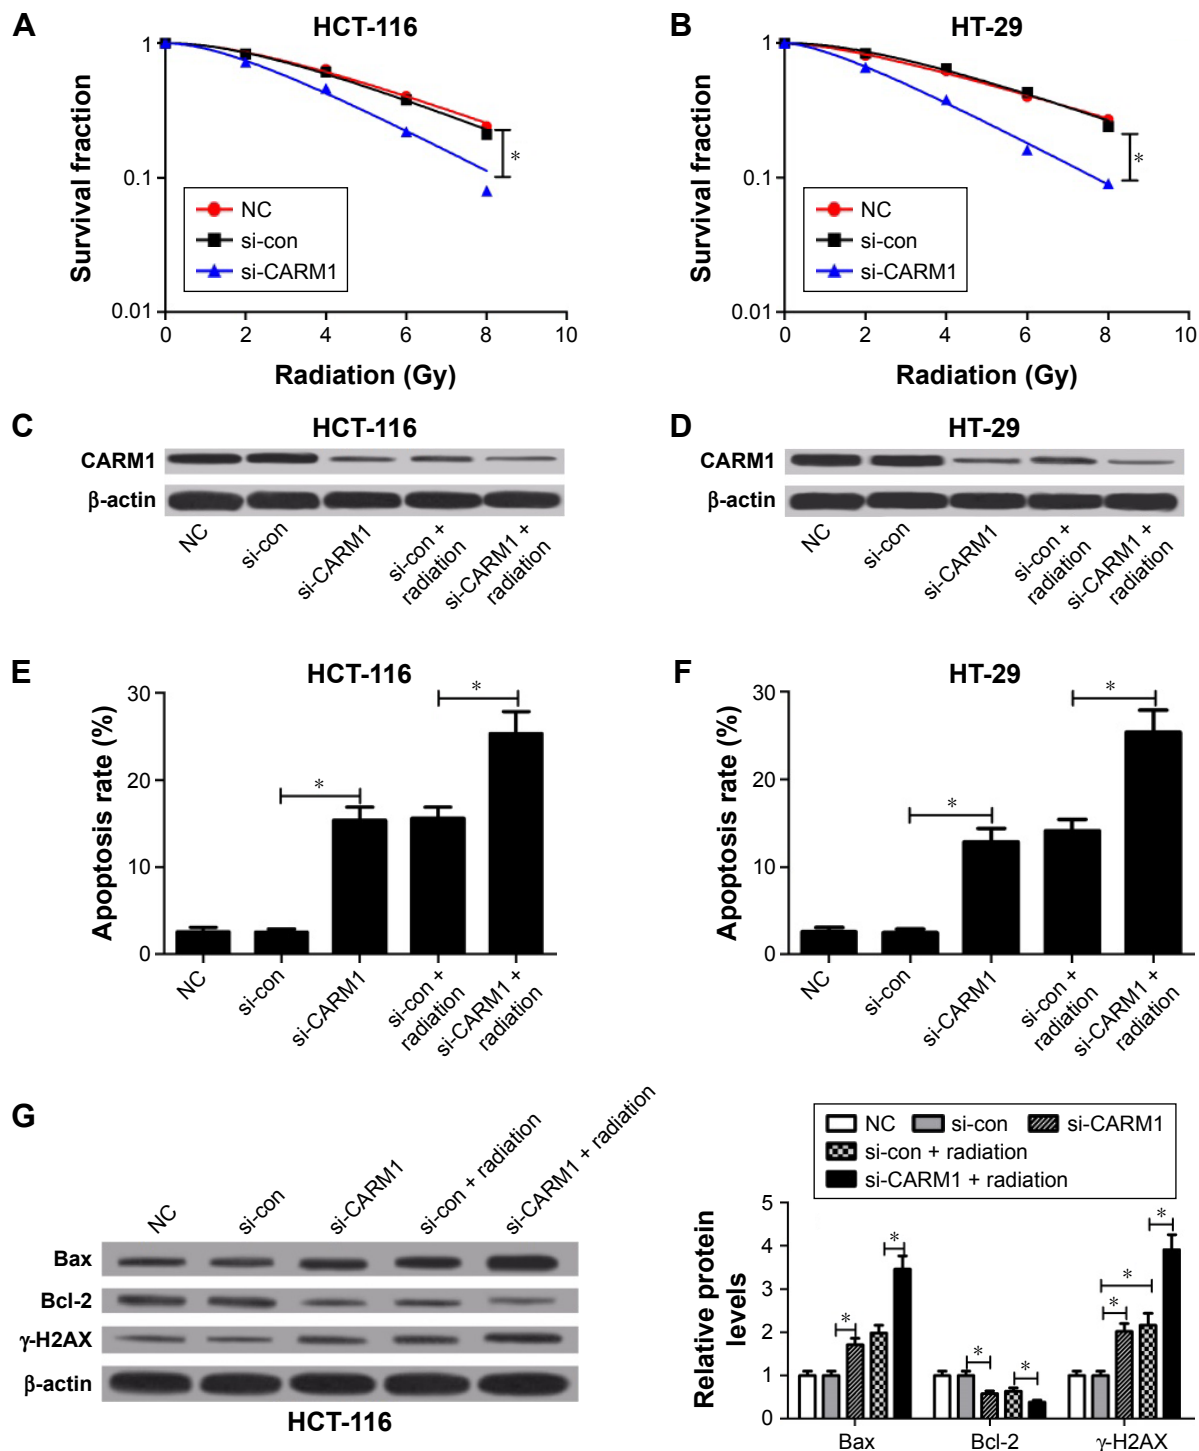 A
HCT-116
Survival fraction
1
0.1
0.01
*
NC
si-con
si-CARM1
0 2 4 6 8 10
Radiation (Gy)
B
HT-29
Survival fraction
1
0.1
0.01
*
NC
si-con
si-CARM1
0 2 4 6 8 10
Radiation (Gy)
C
HCT-116
CARM1
β-actin
NC
si-con
si-CARM1
si-con +
radiation
si-CARM1 +
radiation
D
HT-29
CARM1
β-actin
NC
si-con
si-CARM1
si-con +
radiation
si-CARM1 +
radiation
E
HCT-116
Apoptosis rate (%)
30
20
10
0
*
*
NC
si-con
si-CARM1
si-con +
radiation
si-CARM1 +
radiation
F
HT-29
Apoptosis rate (%)
30
20
10
0
*
*
NC
si-con
si-CARM1
si-con +
radiation
si-CARM1 +
radiation
G
NC
si-con
si-CARM1
si-con + radiation
si-CARM1 + radiation
Bax
Bcl-2
γ-H2AX
β-actin
HCT-116
NC si-con si-CARM1
si-con + radiation
si-CARM1 + radiation
Relative protein
levels
5
4
3
2
1
0
*
*
*
*
*
*
*
Bax Bcl-2 γ-H2AX